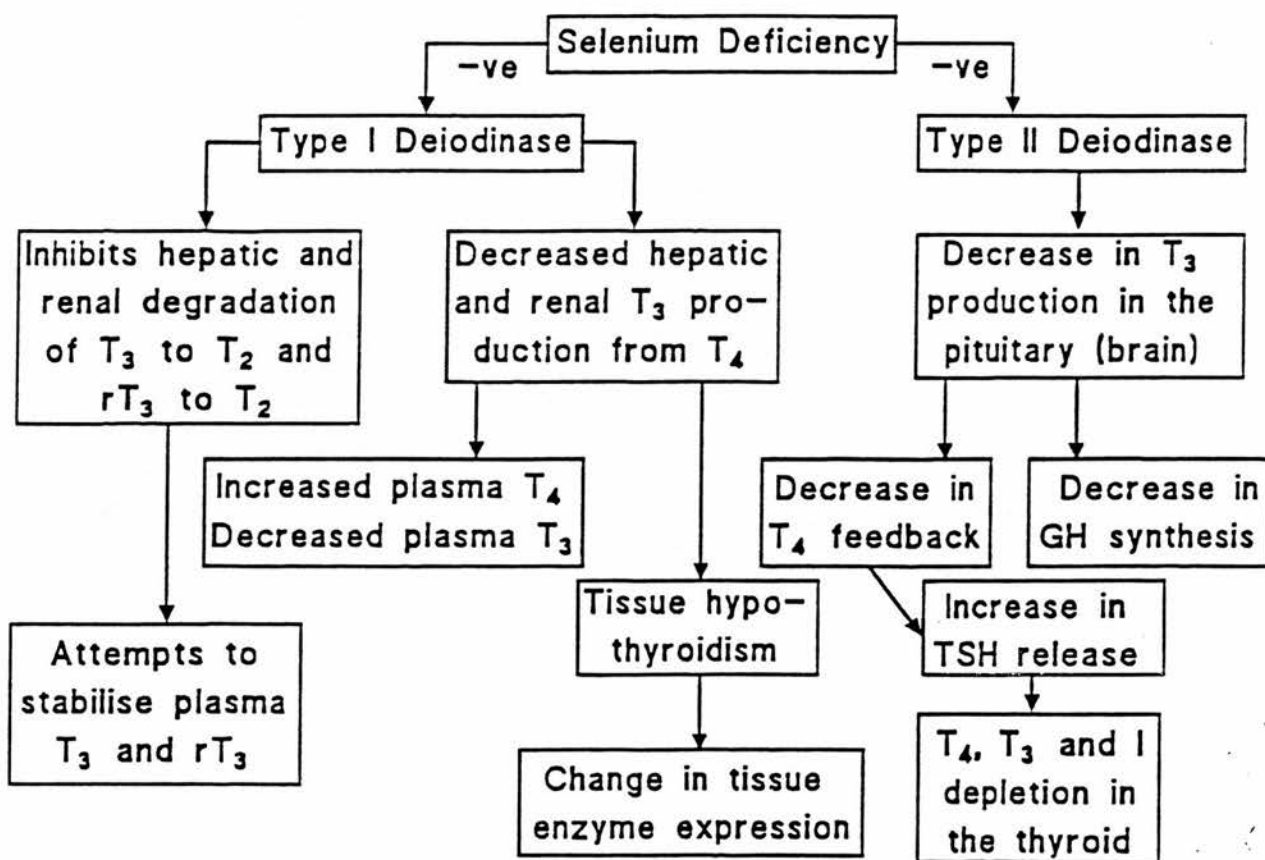 Selenium Deficiency
−ve
−ve
Type I Deiodinase
Type II Deiodinase
Inhibits hepatic and
renal degradation
of T₃ to T₂ and
rT₃ to T₂
Decreased hepatic
and renal T₃ pro−
duction from T₄
Decrease in T₃
production in the
pituitary (brain)
Increased plasma T₄
Decreased plasma T₃
Decrease in
T₄ feedback
Decrease in
GH synthesis
Attempts to
stabilise plasma
T₃ and rT₃
Tissue hypo−
thyroidism
Increase in
TSH release
Change in tissue
enzyme expression
T₄, T₃ and I
depletion in
the thyroid